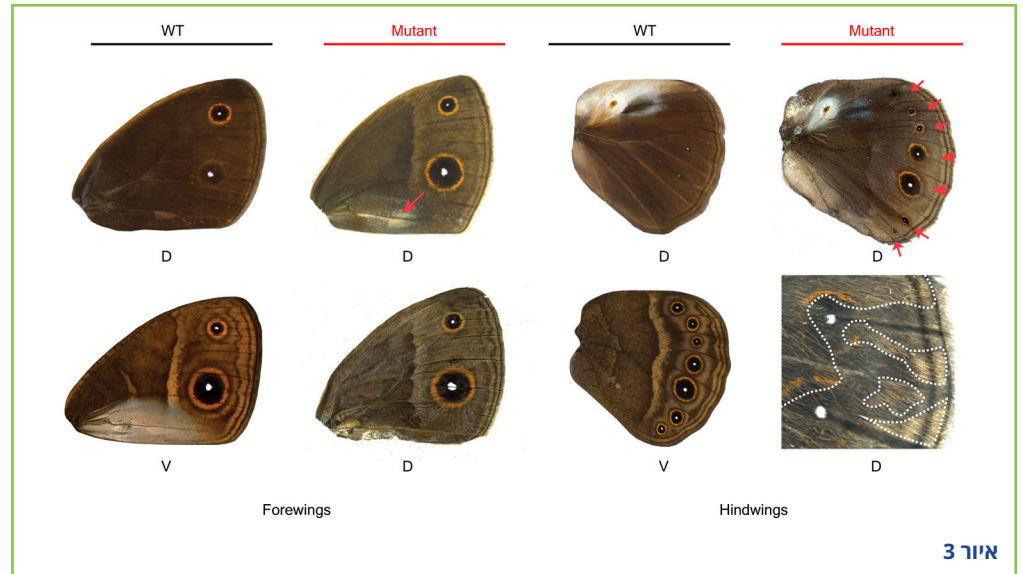 WT Mutant WT Mutant
D D D D
V D V D
Forewings Hindwings
איור 3